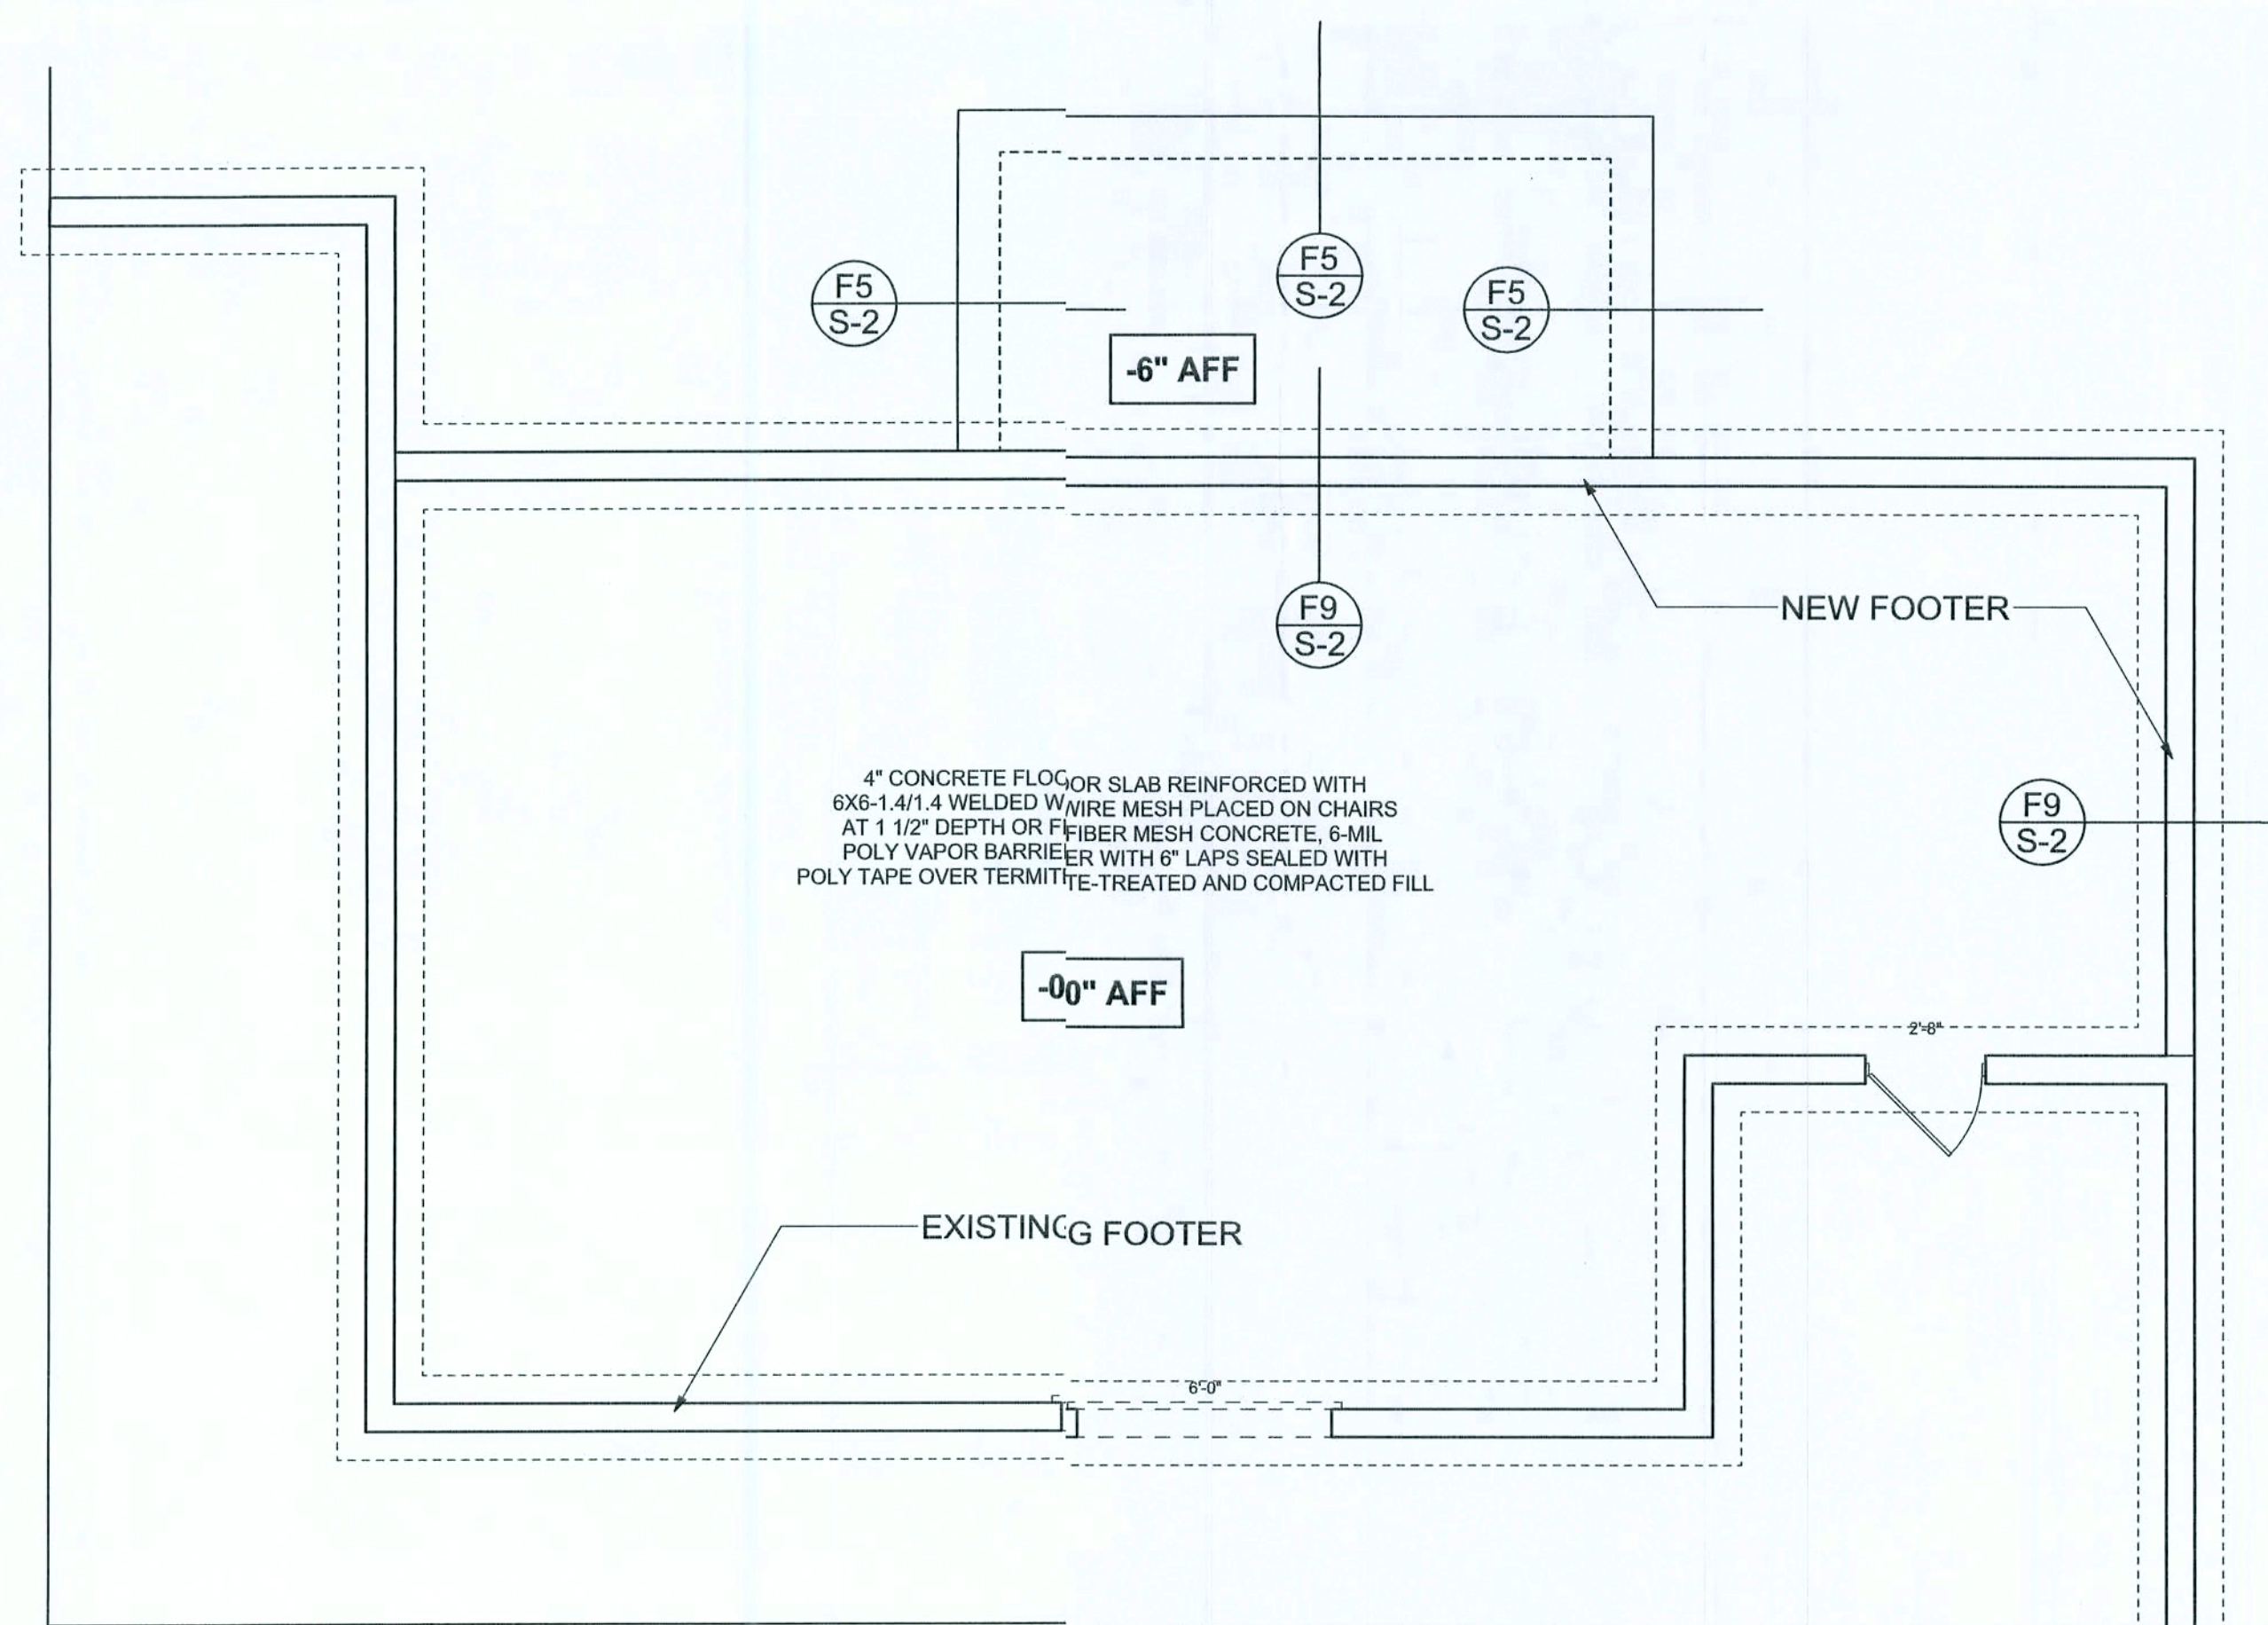 F5
S-2
F5
S-2
F5
S-2
-6" AFF
F9
S-2
NEW FOOTER
4" CONCRETE FLOOR SLAB REINFORCED WITH
6X6-1.4/1.4 WELDED WIRE MESH PLACED ON CHAIRS
AT 1 1/2" DEPTH OR FIBER MESH CONCRETE, 6-MIL
POLY VAPOR BARRIER WITH 6" LAPS SEALED WITH
POLY TAPE OVER TERMITE-TREATED AND COMPACTED FILL
F9
S-2
-00" AFF
2'-8"
EXISTING FOOTER
6'-0"